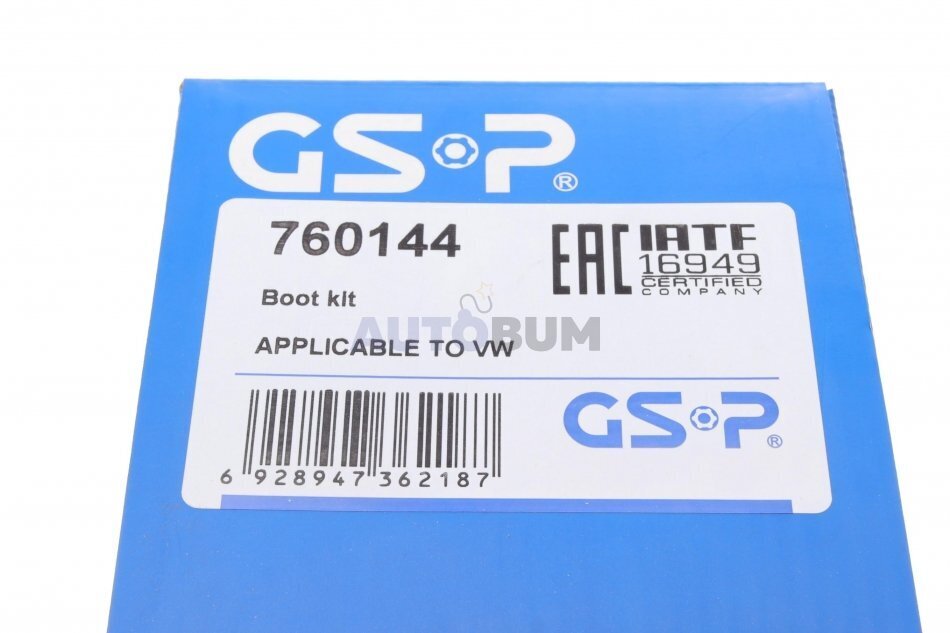 GSP®
760144
EAC
IATF
16949
CERTIFIED
COMPANY
Boot kit
AUTOBUM
APPLICABLE TO VW
GSP®
6 928947 362187